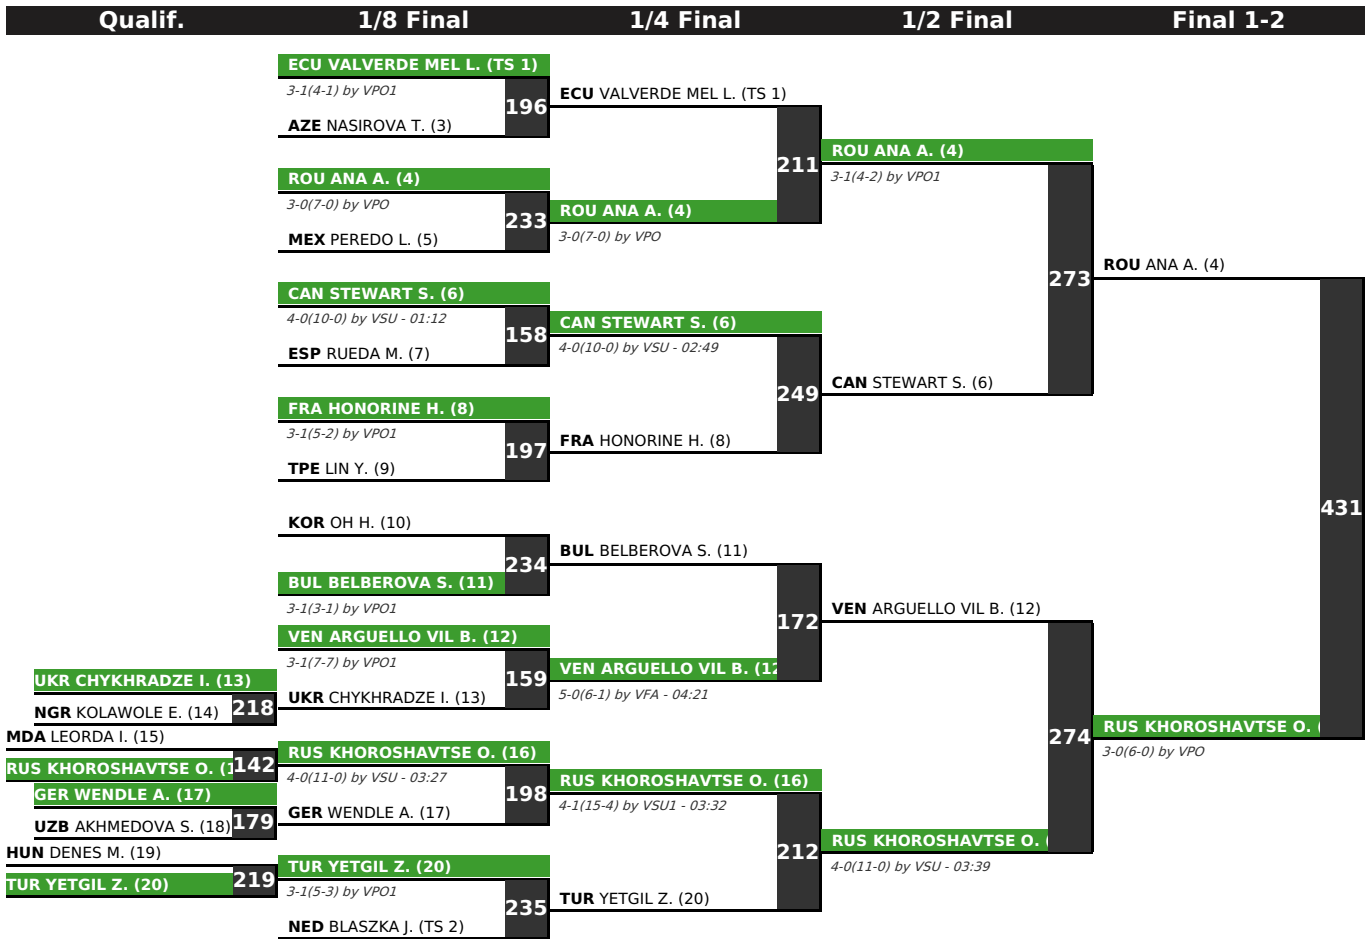 Qualif.
1/8 Final
1/4 Final
1/2 Final
Final 1-2
UKR CHYKHRADZE I. (13)
NGR KOLAWOLE E. (14)
218
MDA LEORDA I. (15)
RUS KHOROSHAVTSE O. (1
142
GER WENDLE A. (17)
UZB AKHMEDOVA S. (18)
179
HUN DENES M. (19)
TUR YETGIL Z. (20)
219
ECU VALVERDE MEL L. (TS 1)
3-1(4-1) by VPO1
196
AZE NASIROVA T. (3)
ROU ANA A. (4)
3-0(7-0) by VPO
233
MEX PEREDO L. (5)
CAN STEWART S. (6)
4-0(10-0) by VSU - 01:12
158
ESP RUEDA M. (7)
FRA HONORINE H. (8)
3-1(5-2) by VPO1
197
TPE LIN Y. (9)
KOR OH H. (10)
234
BUL BELBEROVA S. (11)
3-1(3-1) by VPO1
VEN ARGUELLO VIL B. (12)
3-1(7-7) by VPO1
159
UKR CHYKHRADZE I. (13)
RUS KHOROSHAVTSE O. (16)
4-0(11-0) by VSU - 03:27
198
GER WENDLE A. (17)
TUR YETGIL Z. (20)
3-1(5-3) by VPO1
235
NED BLASZKA J. (TS 2)
ECU VALVERDE MEL L. (TS 1)
211
ROU ANA A. (4)
3-0(7-0) by VPO
CAN STEWART S. (6)
4-0(10-0) by VSU - 02:49
249
FRA HONORINE H. (8)
BUL BELBEROVA S. (11)
172
VEN ARGUELLO VIL B. (12
5-0(6-1) by VFA - 04:21
RUS KHOROSHAVTSE O. (16)
4-1(15-4) by VSU1 - 03:32
212
TUR YETGIL Z. (20)
ROU ANA A. (4)
3-1(4-2) by VPO1
273
CAN STEWART S. (6)
VEN ARGUELLO VIL B. (12)
274
RUS KHOROSHAVTSE O. (
4-0(11-0) by VSU - 03:39
ROU ANA A. (4)
431
RUS KHOROSHAVTSE O. (
3-0(6-0) by VPO